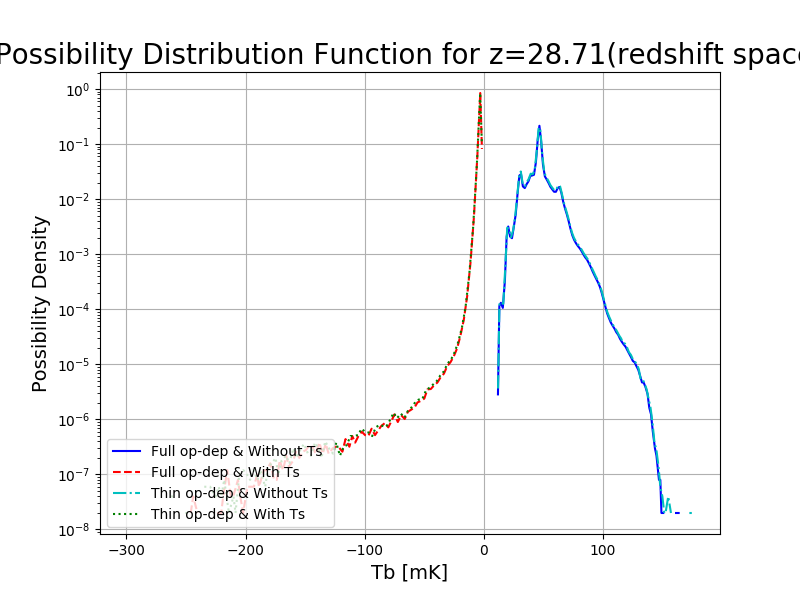 Possibility Distribution Function for z=28.71(redshift space
Possibility Density
10⁰
10⁻¹
10⁻²
10⁻³
10⁻⁴
10⁻⁵
10⁻⁶
10⁻⁷
10⁻⁸
Full op-dep & Without Ts
Full op-dep & With Ts
Thin op-dep & Without Ts
Thin op-dep & With Ts
−300 −200 −100 0 100
Tb [mK]